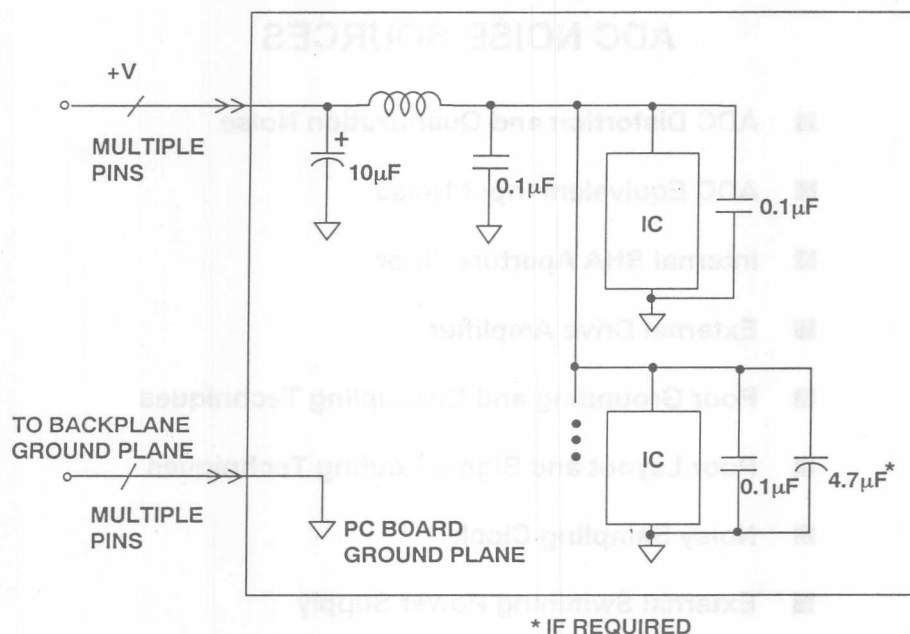 ADC NOISE SOURCES
+V
MULTIPLE
PINS
+
10µF
0.1µF
IC
0.1µF
ADC Distortion and Quantization Noise
ADC Equivalent Input Noise
Internal SHA Aperture Jitter
External Drive Amplifier
Poor Grounding and Decoupling Techniques
Poor Layout and Signal Routing Techniques
Noisy Sampling Clock
External Switching Power Supply
TO BACKPLANE
GROUND PLANE
MULTIPLE
PINS
PC BOARD
GROUND PLANE
IC
0.1µF
4.7µF*
* IF REQUIRED